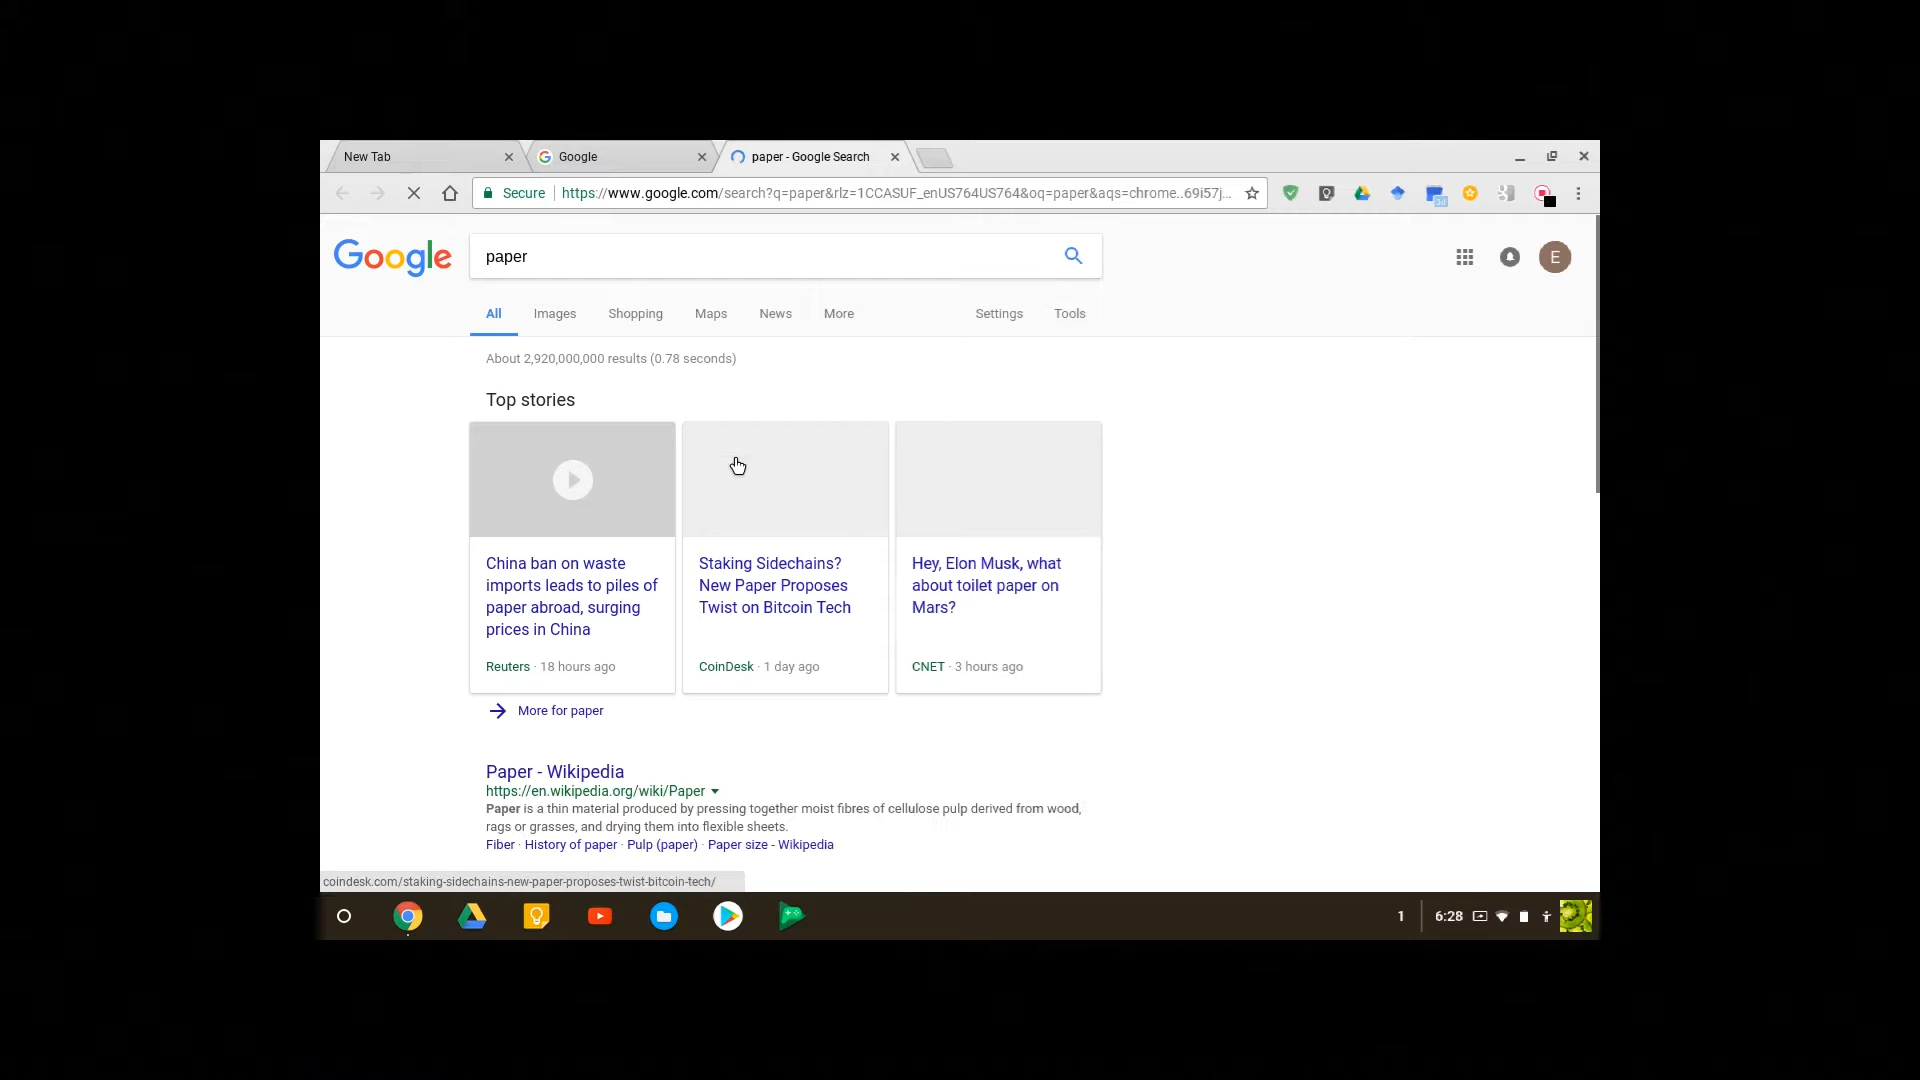 New Tab
Google
paper - Google Search
Secure
https://www.google.com/search?q=paper&rlz=1CCASUF_enUS764US764&oq=paper&aqs=chrome..69i57j...
3d
Google
paper
E
All Images Shopping Maps News More Settings Tools
About 2,920,000,000 results (0.78 seconds)
Top stories
China ban on waste
imports leads to piles of
paper abroad, surging
prices in China
Reuters · 18 hours ago
Staking Sidechains?
New Paper Proposes
Twist on Bitcoin Tech
CoinDesk · 1 day ago
Hey, Elon Musk, what
about toilet paper on
Mars?
CNET · 3 hours ago
More for paper
Paper - Wikipedia
https://en.wikipedia.org/wiki/Paper
Paper is a thin material produced by pressing together moist fibres of cellulose pulp derived from wood,
rags or grasses, and drying them into flexible sheets.
Fiber · History of paper · Pulp (paper) · Paper size - Wikipedia
coindesk.com/staking-sidechains-new-paper-proposes-twist-bitcoin-tech/
1
6:28